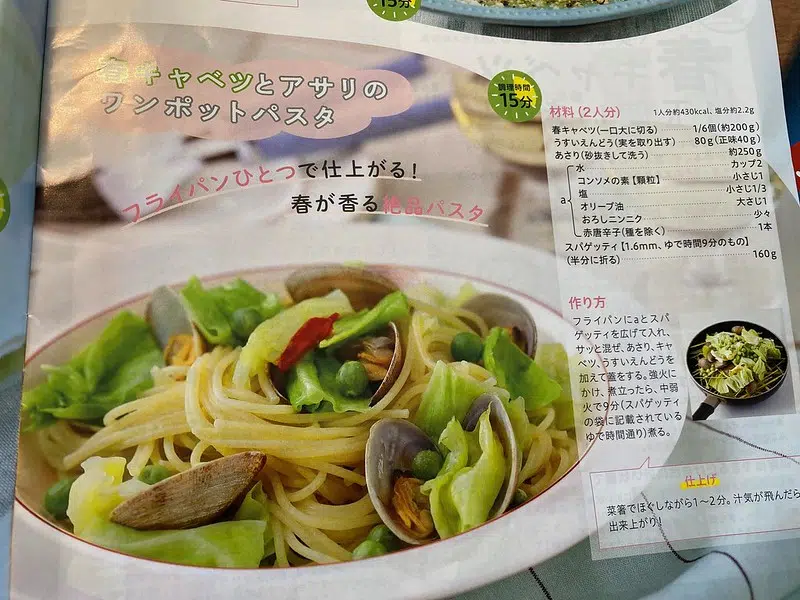 15分
春キャベツとアサリの
ワンポットパスタ
フライパンひとつで仕上がる!
春が香る絶品パスタ
調理時間
15分
材料(2人分) 1人分約430kcal、塩分約2.2g
春キャベツ(一口大に切る) 1/6個(約200g)
うすいえんどう(実を取り出す) 80g(正味40g)
あさり(砂抜きして洗う) 約250g
a
水 カップ2
コンソメの素【顆粒】 小さじ1
塩 小さじ1/3
オリーブ油 大さじ1
おろしニンニク 少々
赤唐辛子(種を除く) 1本
スパゲッティ【1.6mm、ゆで時間9分のもの】
(半分に折る) 160g
作り方
フライパンにaとスパ
ゲッティを広げて入れ、
サッと混ぜ、あさり、キャ
ベツ、うすいえんどうを
加えて蓋をする。強火に
かけ、煮立ったら、中弱
火で9分(スパゲッティ
の袋に記載されている
ゆで時間通り)煮る。
仕上げ
菜箸でほぐしながら1〜2分。汁気が飛んだら
出来上がり!